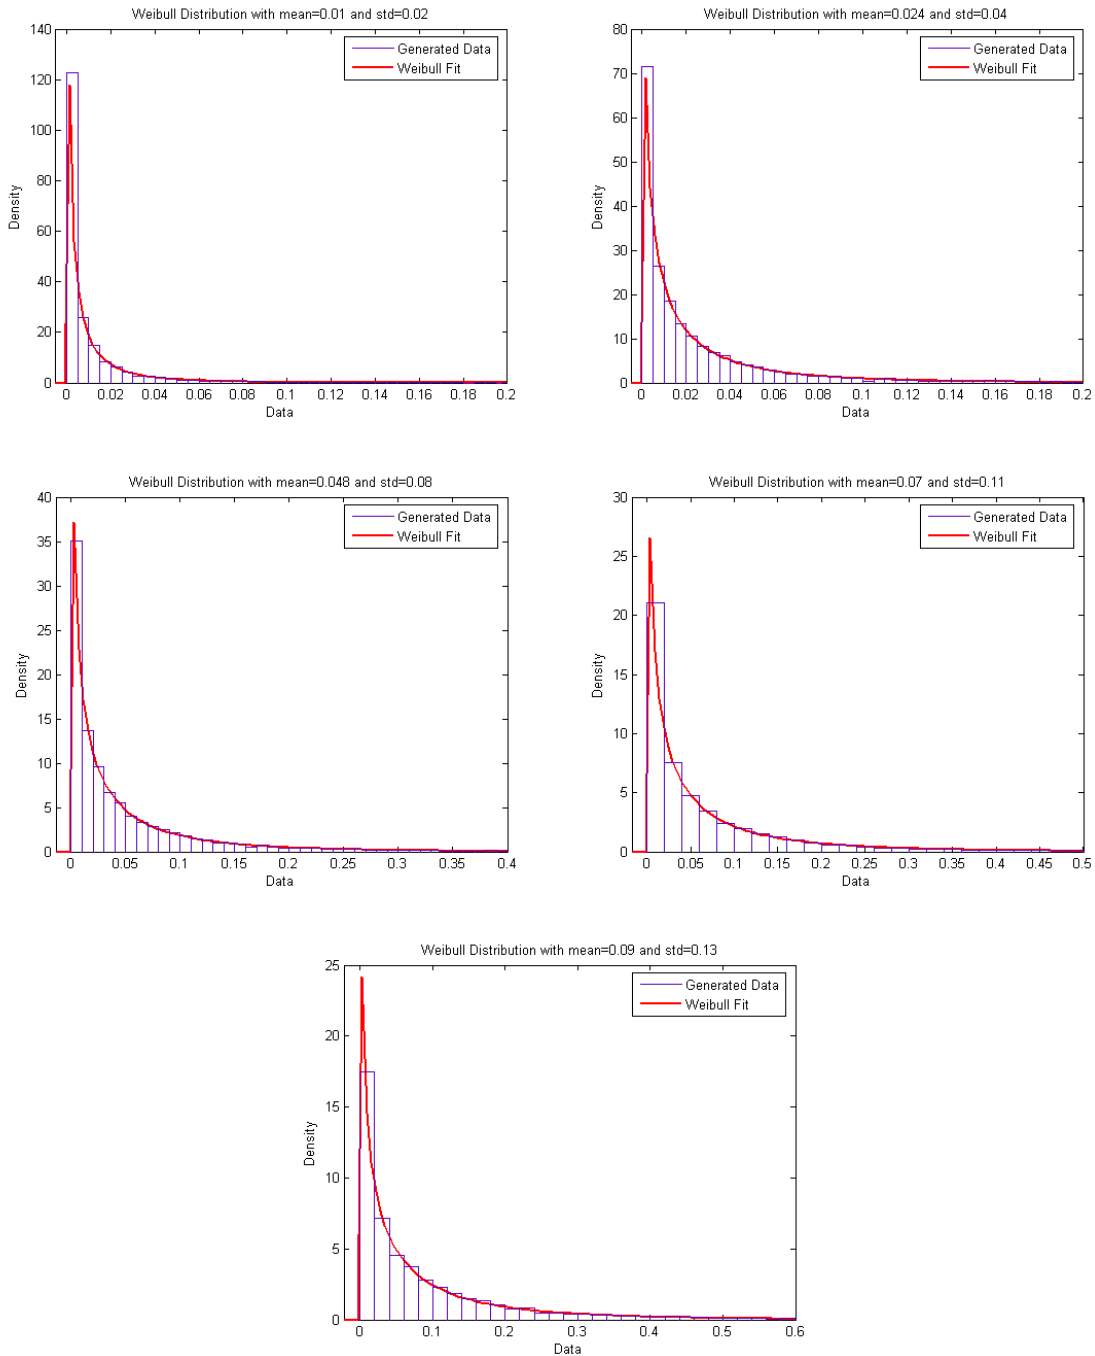 Weibull Distribution with mean=0.01 and std=0.02
140
120
100
80
60
40
20
0
Density
0 0.02 0.04 0.06 0.08 0.1 0.12 0.14 0.16 0.18 0.2
Data
Generated Data
Weibull Fit
Weibull Distribution with mean=0.024 and std=0.04
80
70
60
50
40
30
20
10
0
Density
0 0.02 0.04 0.06 0.08 0.1 0.12 0.14 0.16 0.18 0.2
Data
Generated Data
Weibull Fit
Weibull Distribution with mean=0.048 and std=0.08
40
35
30
25
20
15
10
5
0
Density
0 0.05 0.1 0.15 0.2 0.25 0.3 0.35 0.4
Data
Generated Data
Weibull Fit
Weibull Distribution with mean=0.07 and std=0.11
30
25
20
15
10
5
0
Density
0 0.05 0.1 0.15 0.2 0.25 0.3 0.35 0.4 0.45 0.5
Data
Generated Data
Weibull Fit
Weibull Distribution with mean=0.09 and std=0.13
25
20
15
10
5
0
Density
0 0.1 0.2 0.3 0.4 0.5 0.6
Data
Generated Data
Weibull Fit